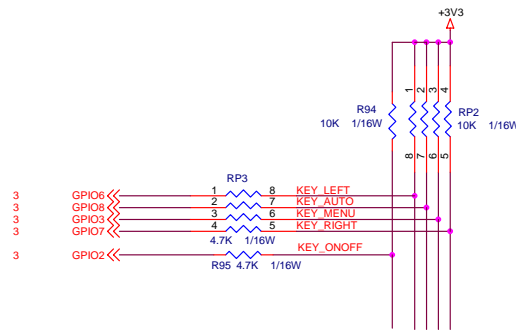 +3V3
1 2 3 4
R94
10K 1/16W
RP2
10K 1/16W
8 7 6 5
RP3
3 GPIO6 1 8 KEY_LEFT
3 GPIO8 2 7 KEY_AUTO
3 GPIO3 3 6 KEY_MENU
3 GPIO7 4 5 KEY_RIGHT
4.7K 1/16W
3 GPIO2 KEY_ONOFF
R95 4.7K 1/16W